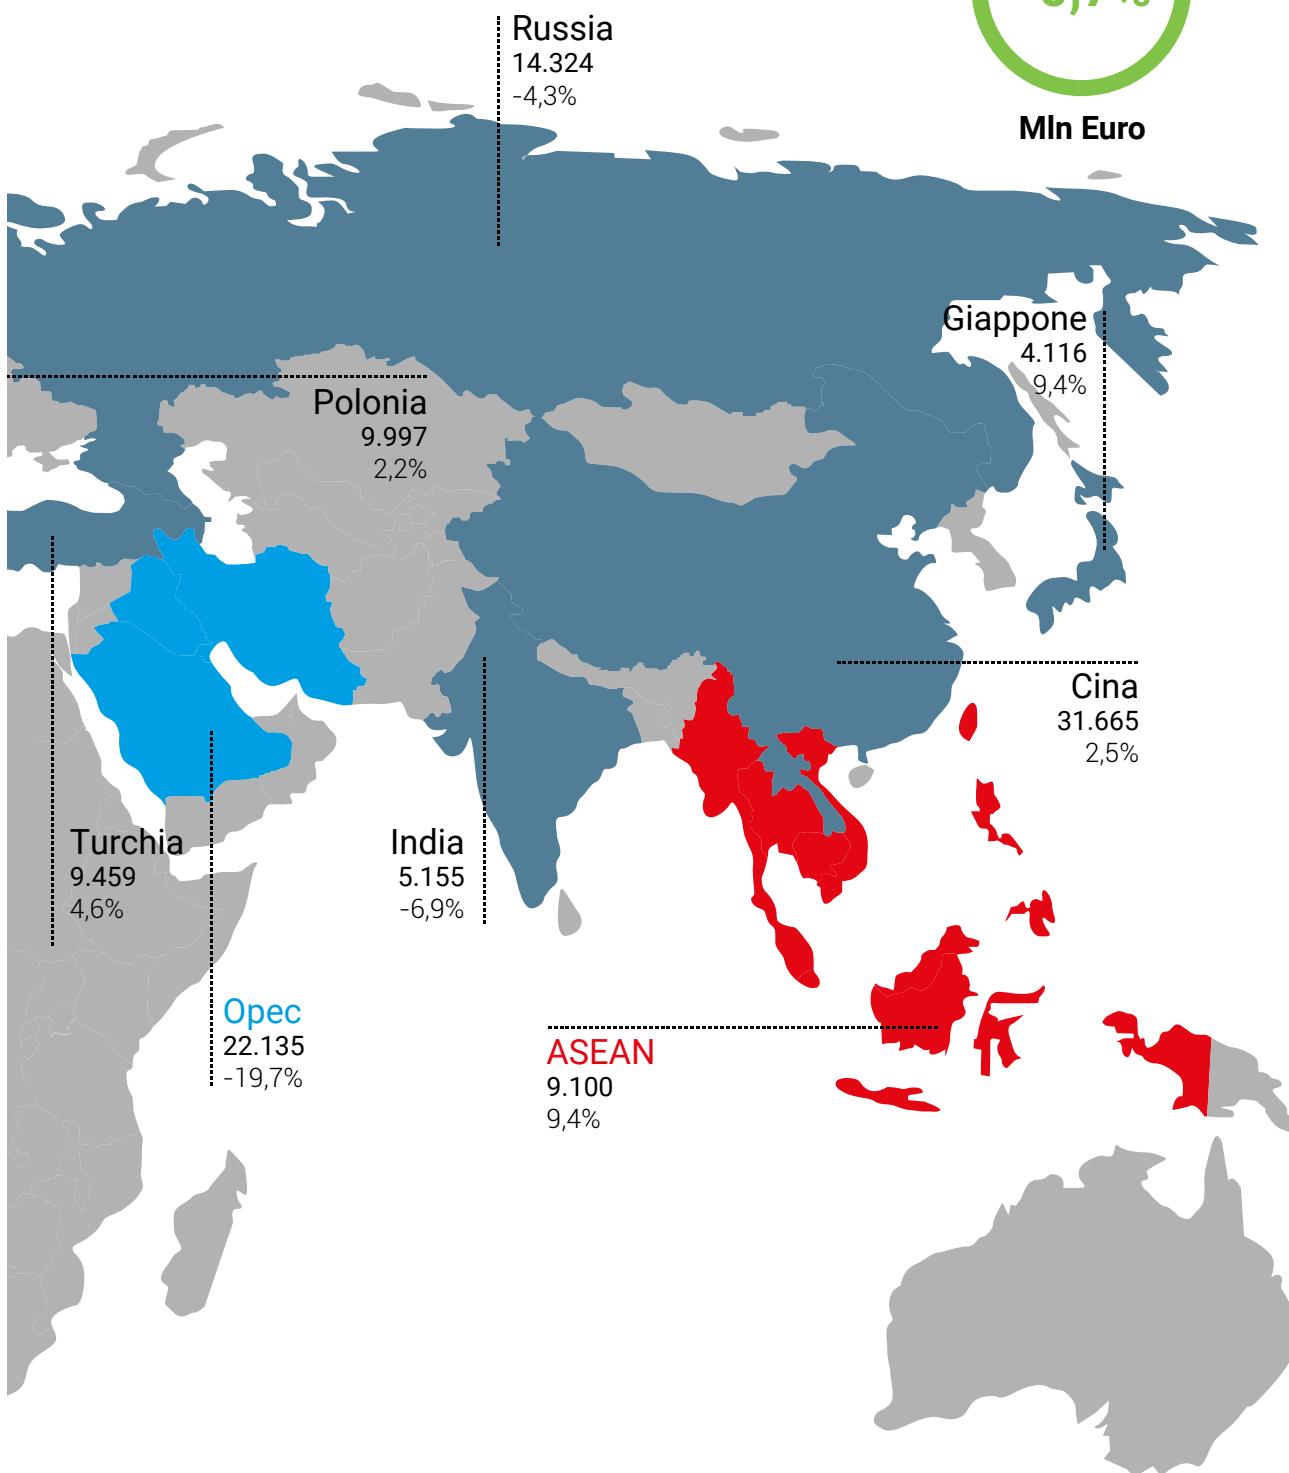 Russia
14.324
-4,3%
Mln Euro
Giappone
4.116
9,4%
Polonia
9.997
2,2%
Cina
31.665
2,5%
Turchia
9.459
4,6%
India
5.155
-6,9%
Opec
22.135
-19,7%
ASEAN
9.100
9,4%